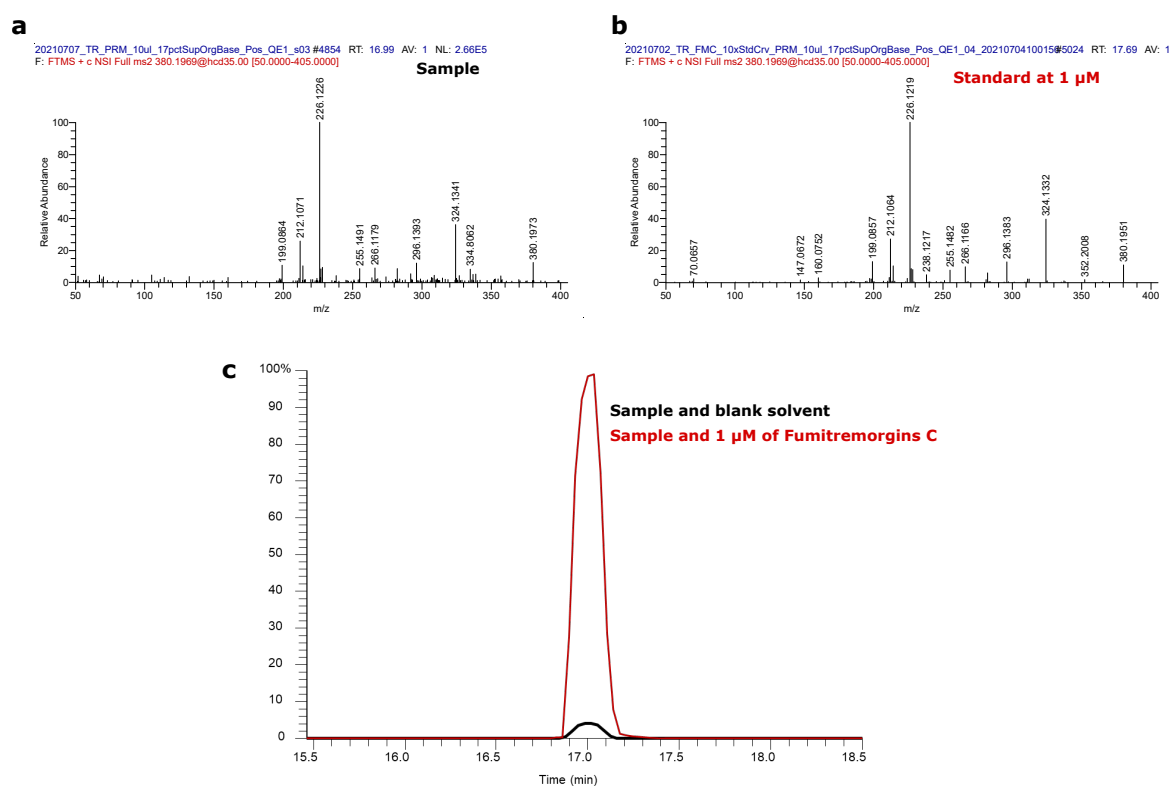 a
20210707_TR_PRM_10ul_17pctSupOrgBase_Pos_QE1_s03 #4854 RT: 16.99 AV: 1 NL: 2.66E5
F: FTMS + c NSI Full ms2 380.1969@hcd35.00 [50.0000-405.0000]
Sample
226.1226
100
80
60
40
20
0
Relative Abundance
199.0864
212.1071
255.1491
266.1179
296.1393
324.1341
334.8062
380.1973
50 100 150 200 250 300 350 400
m/z
b
F: FTMS + c NSI Full ms2 380.1969@hcd35.00 [50.0000-405.0000]
RT: 17.69 AV: 1
Standard at 1 µM
226.1219
100
80
60
40
20
0
Relative Abundance
70.0657
147.0672
160.0752
199.0857
212.1064
238.1217
255.1482
266.1166
296.1383
324.1332
352.2008
380.1951
50 100 150 200 250 300 350 400
m/z
c
100%
90
80
70
60
50
40
30
20
10
0
Sample and blank solvent
Sample and 1 µM of Fumitremorgins C
15.5 16.0 16.5 17.0 17.5 18.0 18.5
Time (min)